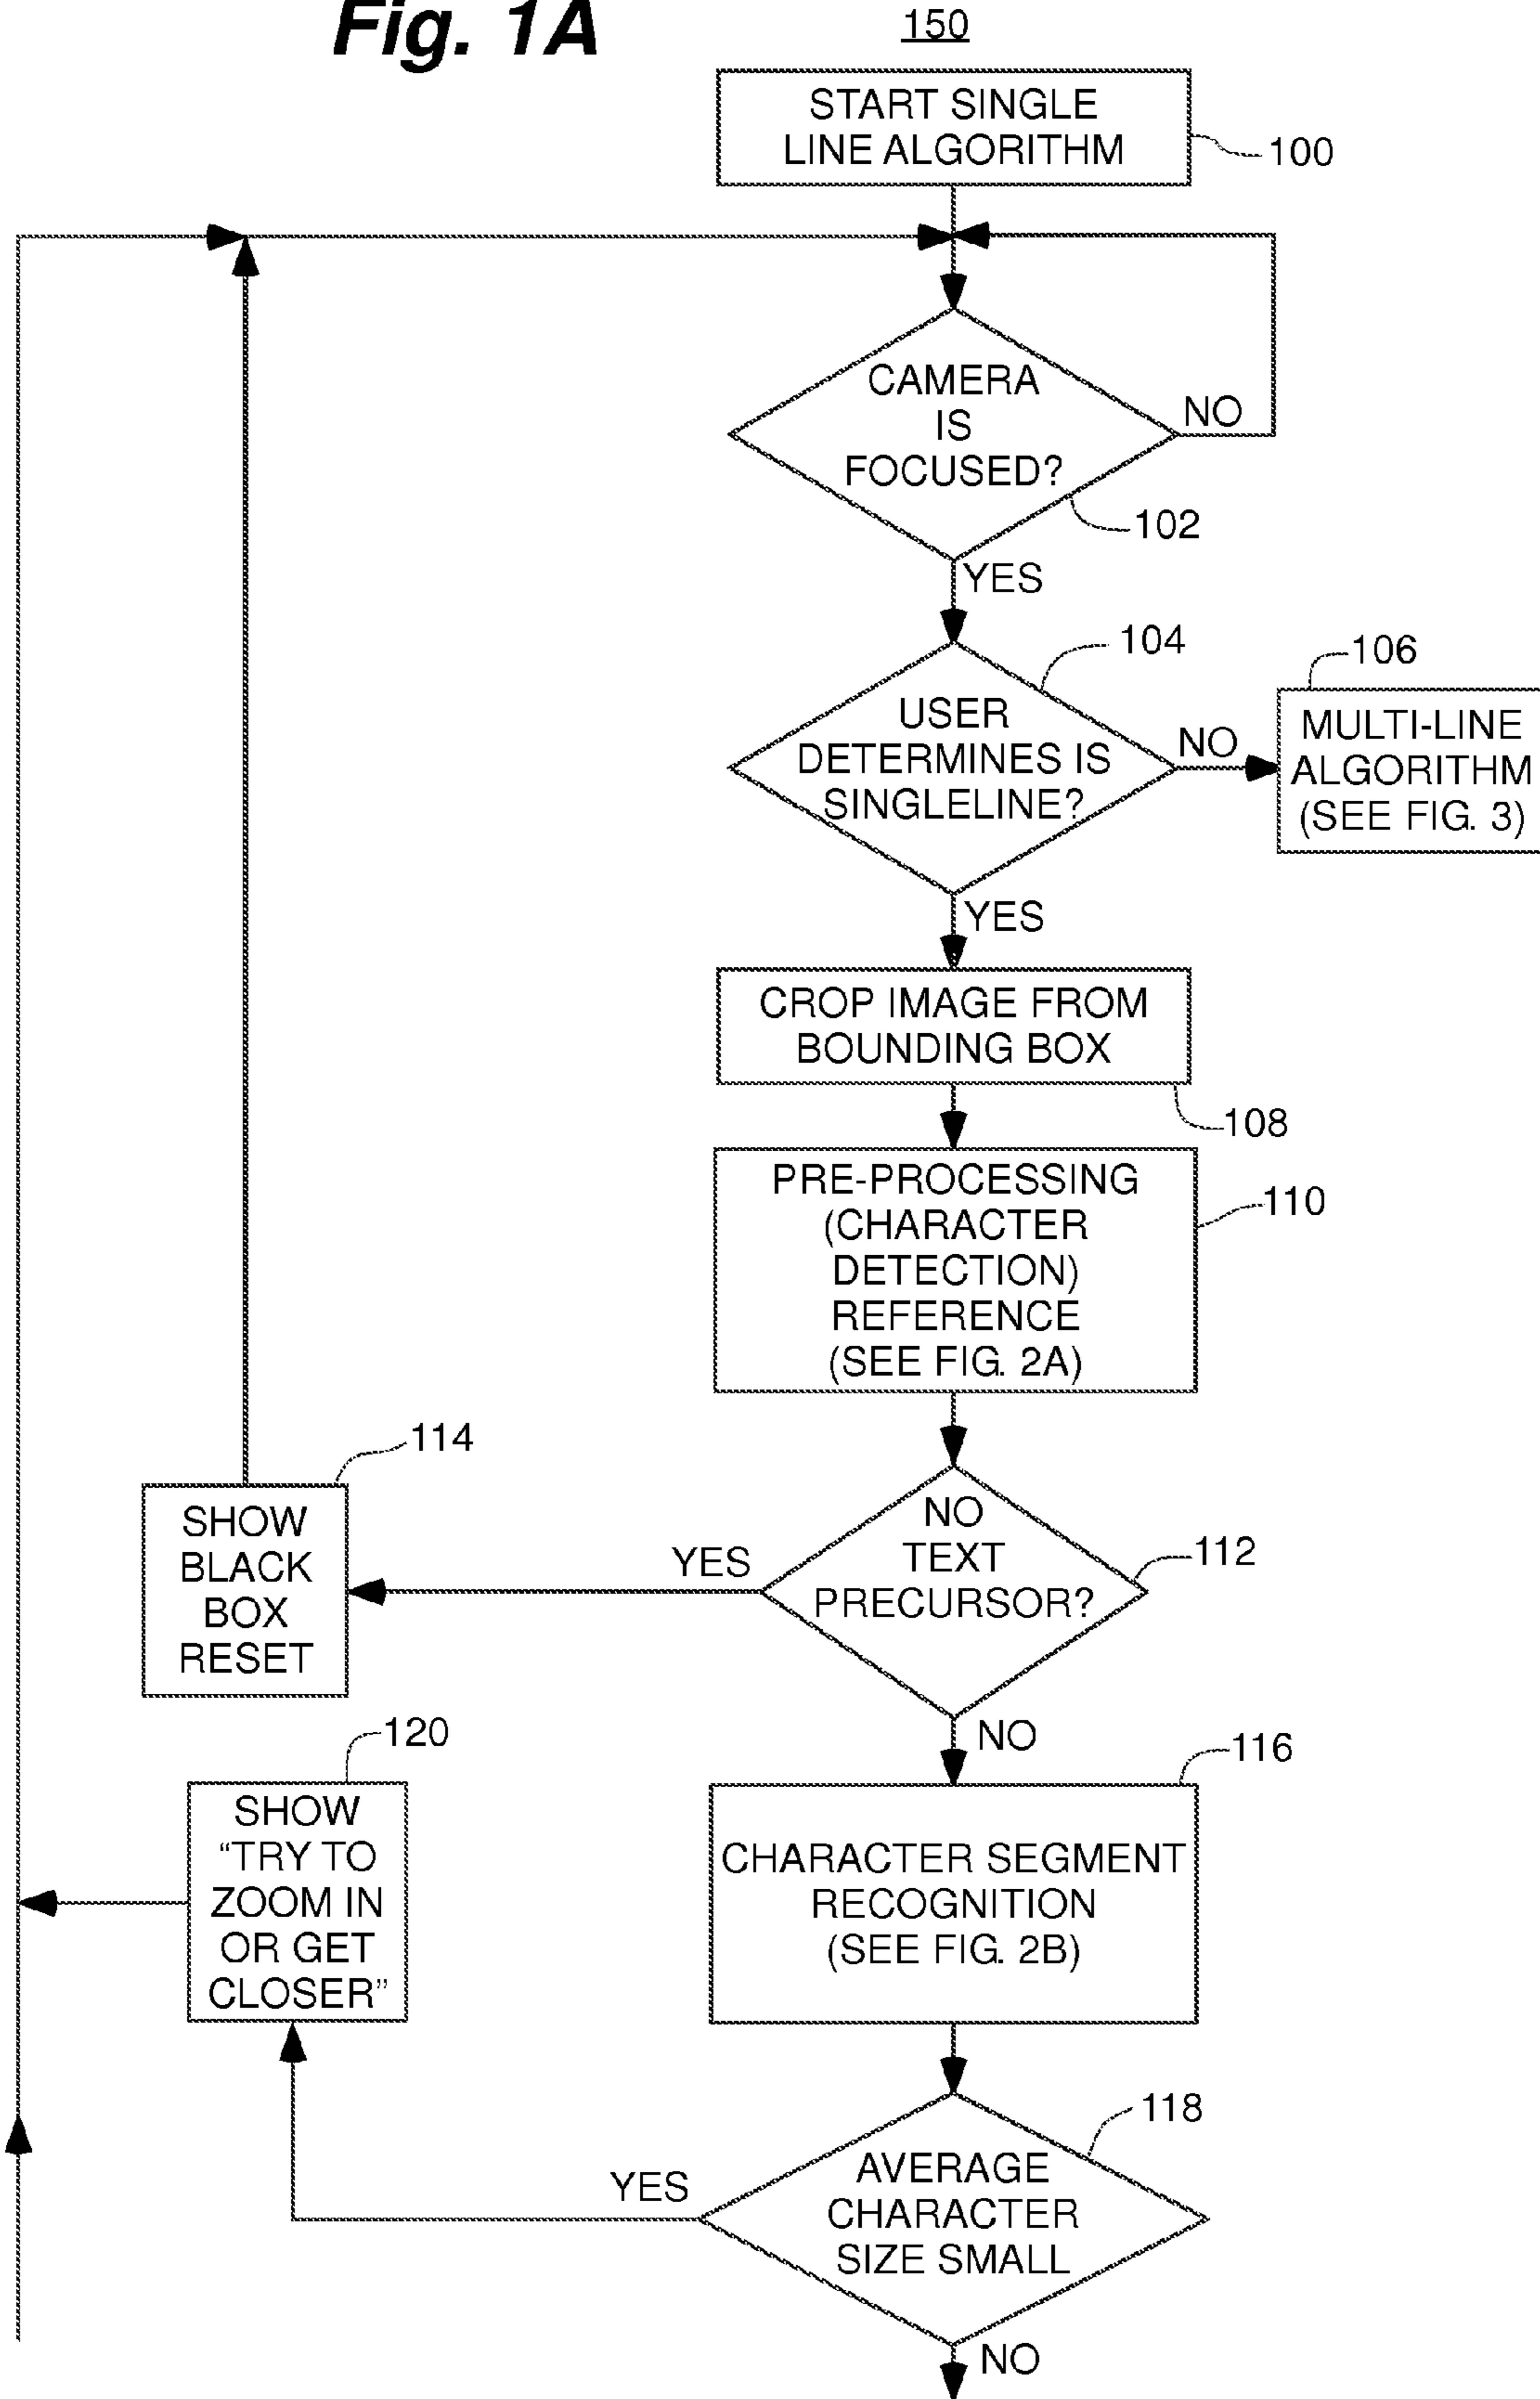 Fig. 1A
150
START SINGLE
LINE ALGORITHM
100
CAMERA
IS
FOCUSED?
NO
102
YES
104
106
USER
DETERMINES IS
SINGLELINE?
NO
MULTI-LINE
ALGORITHM
(SEE FIG. 3)
YES
CROP IMAGE FROM
BOUNDING BOX
108
PRE-PROCESSING
(CHARACTER
DETECTION)
REFERENCE
(SEE FIG. 2A)
110
114
SHOW
BLACK
BOX
RESET
YES
NO
TEXT
PRECURSOR?
112
NO
120
SHOW
“TRY TO
ZOOM IN
OR GET
CLOSER”
116
CHARACTER SEGMENT
RECOGNITION
(SEE FIG. 2B)
118
YES
AVERAGE
CHARACTER
SIZE SMALL
NO